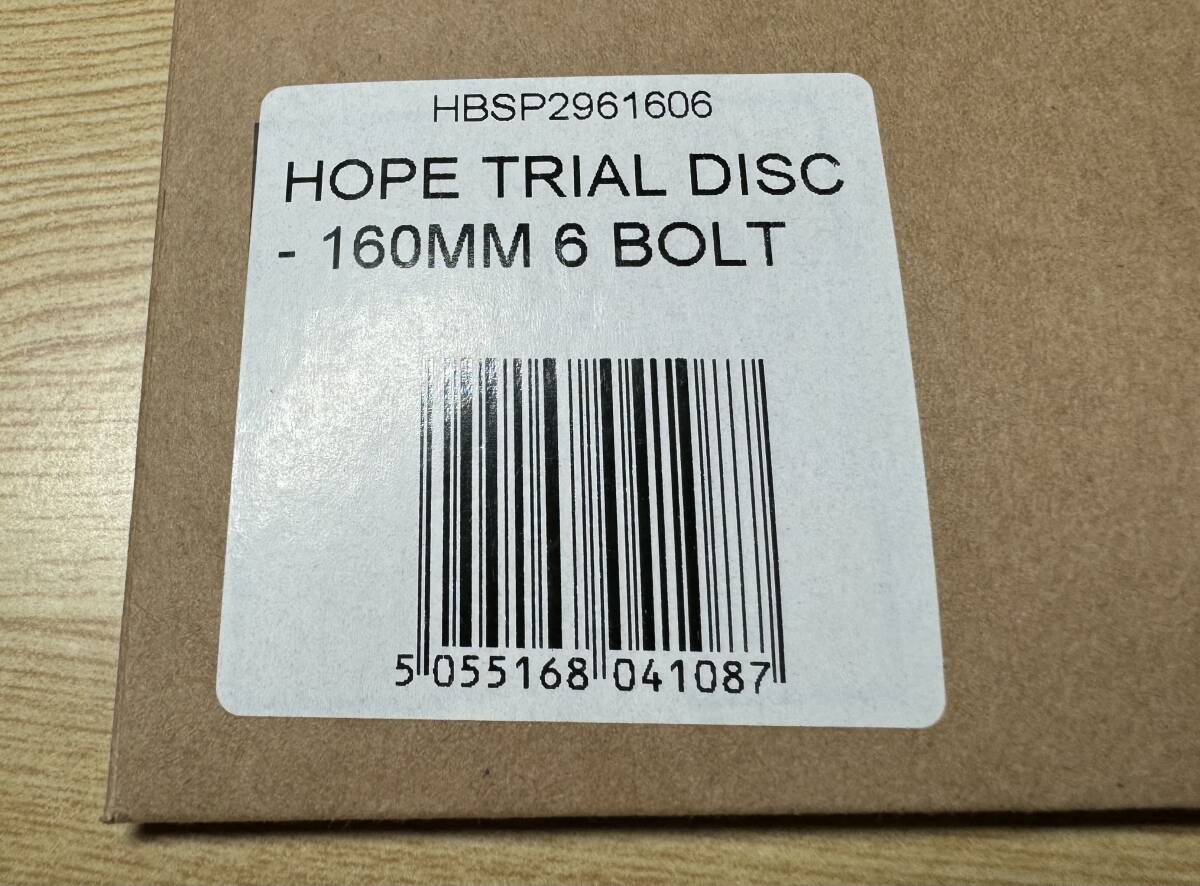 HBSP2961606
HOPE TRIAL DISC
- 160MM 6 BOLT
5 055168 041087